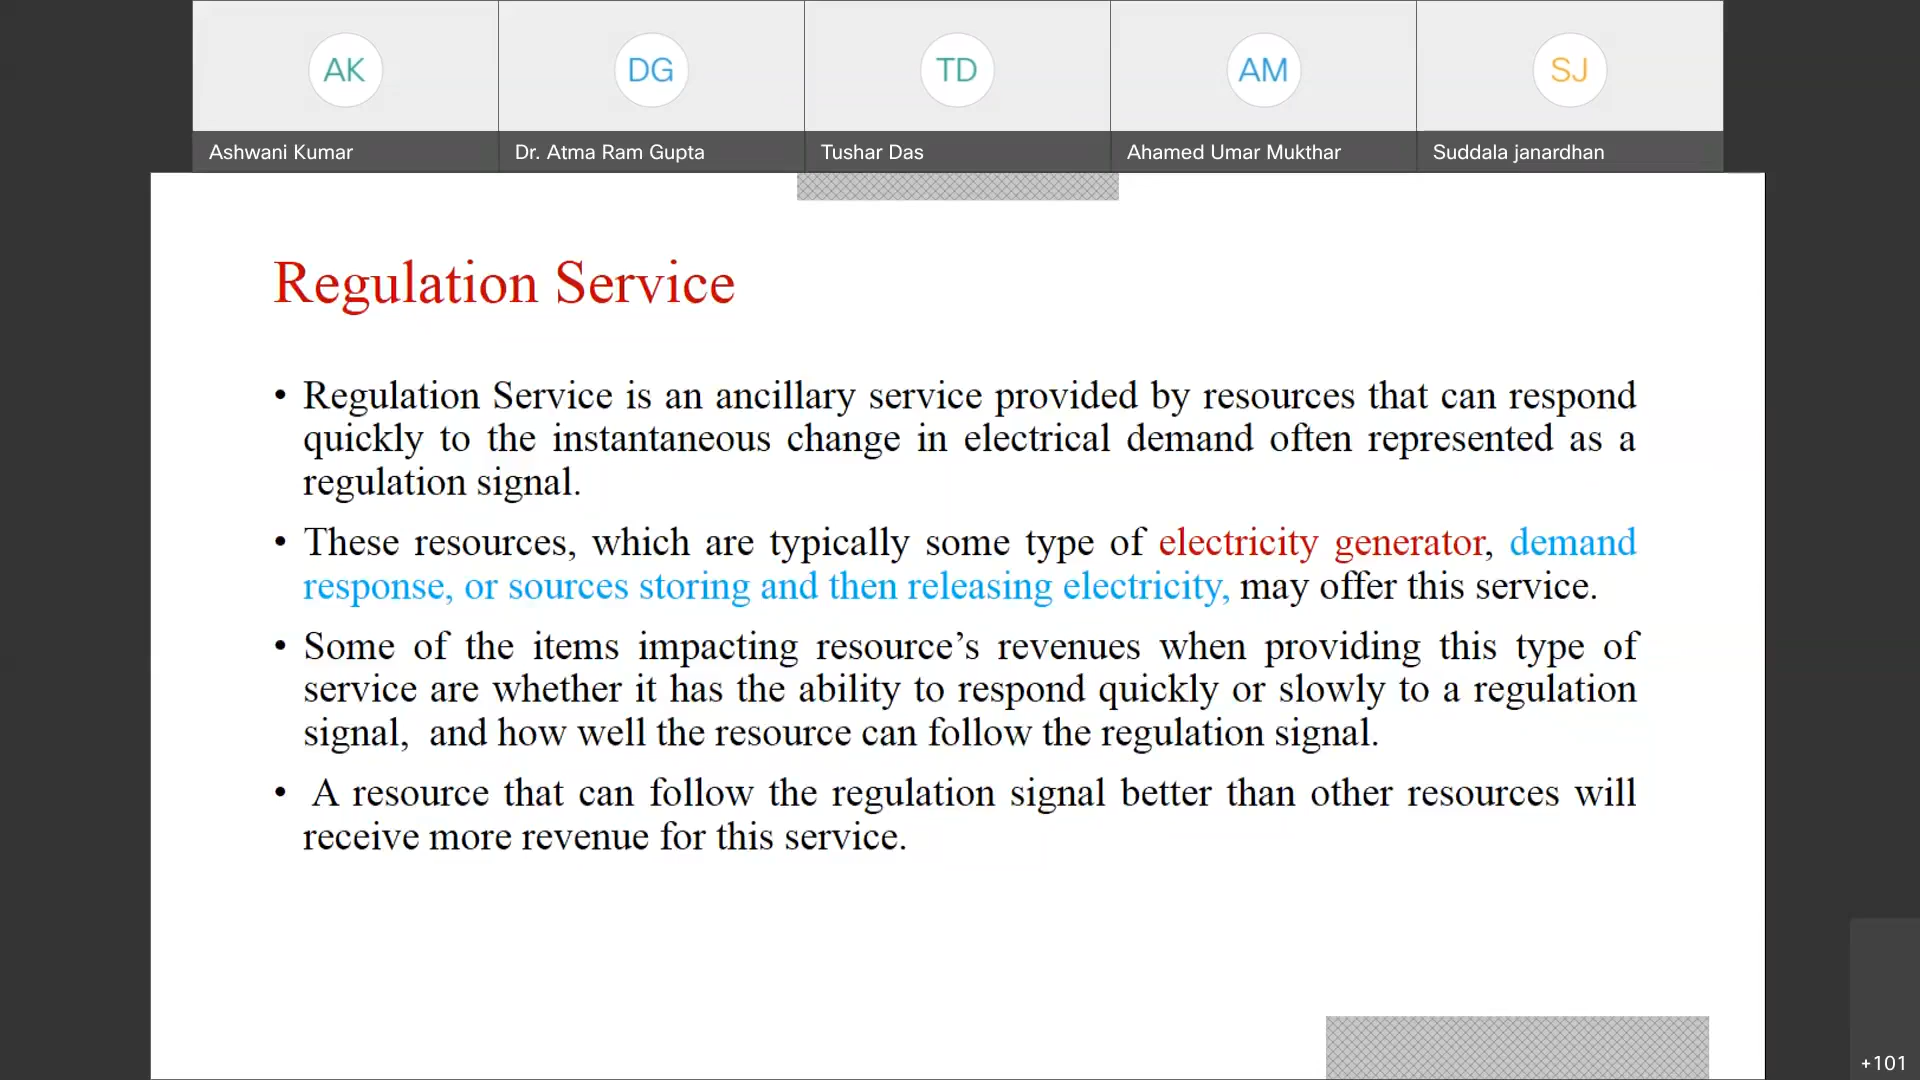 AK
DG
TD
AM
SJ
Ashwani Kumar
Dr. Atma Ram Gupta
Tushar Das
Ahamed Umar Mukthar
Suddala janardhan
Regulation Service
• Regulation Service is an ancillary service provided by resources that can respond
quickly to the instantaneous change in electrical demand often represented as a
regulation signal.
• These resources, which are typically some type of electricity generator, demand
response, or sources storing and then releasing electricity, may offer this service.
• Some of the items impacting resource’s revenues when providing this type of
service are whether it has the ability to respond quickly or slowly to a regulation
signal,  and how well the resource can follow the regulation signal.
•  A resource that can follow the regulation signal better than other resources will
receive more revenue for this service.
+101